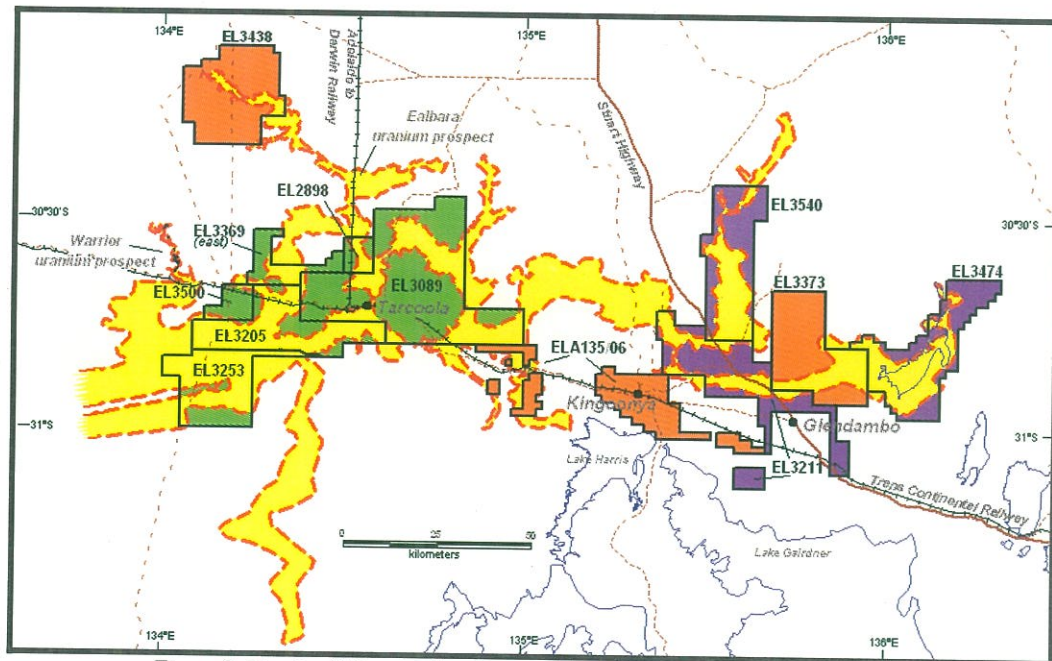 134°E
135°E
136°E
EL3438
Adelaide to
Darwin Railway
Ealbara
uranium prospect
Stuart Highway
30°30'S
30°30'S
EL2898
EL3540
EL3369
(east)
Warrior
uranium prospect
EL3474
EL3089
EL3373
EL3500
Tarcoola
EL3205
ELA135/06
EL3253
Kingoonya
31°S
Glendambo
31°S
Lake Harris
EL3211
Trans Continental Railway
0 25 50
kilometers
Lake Gairdner
134°E
135°E
136°E